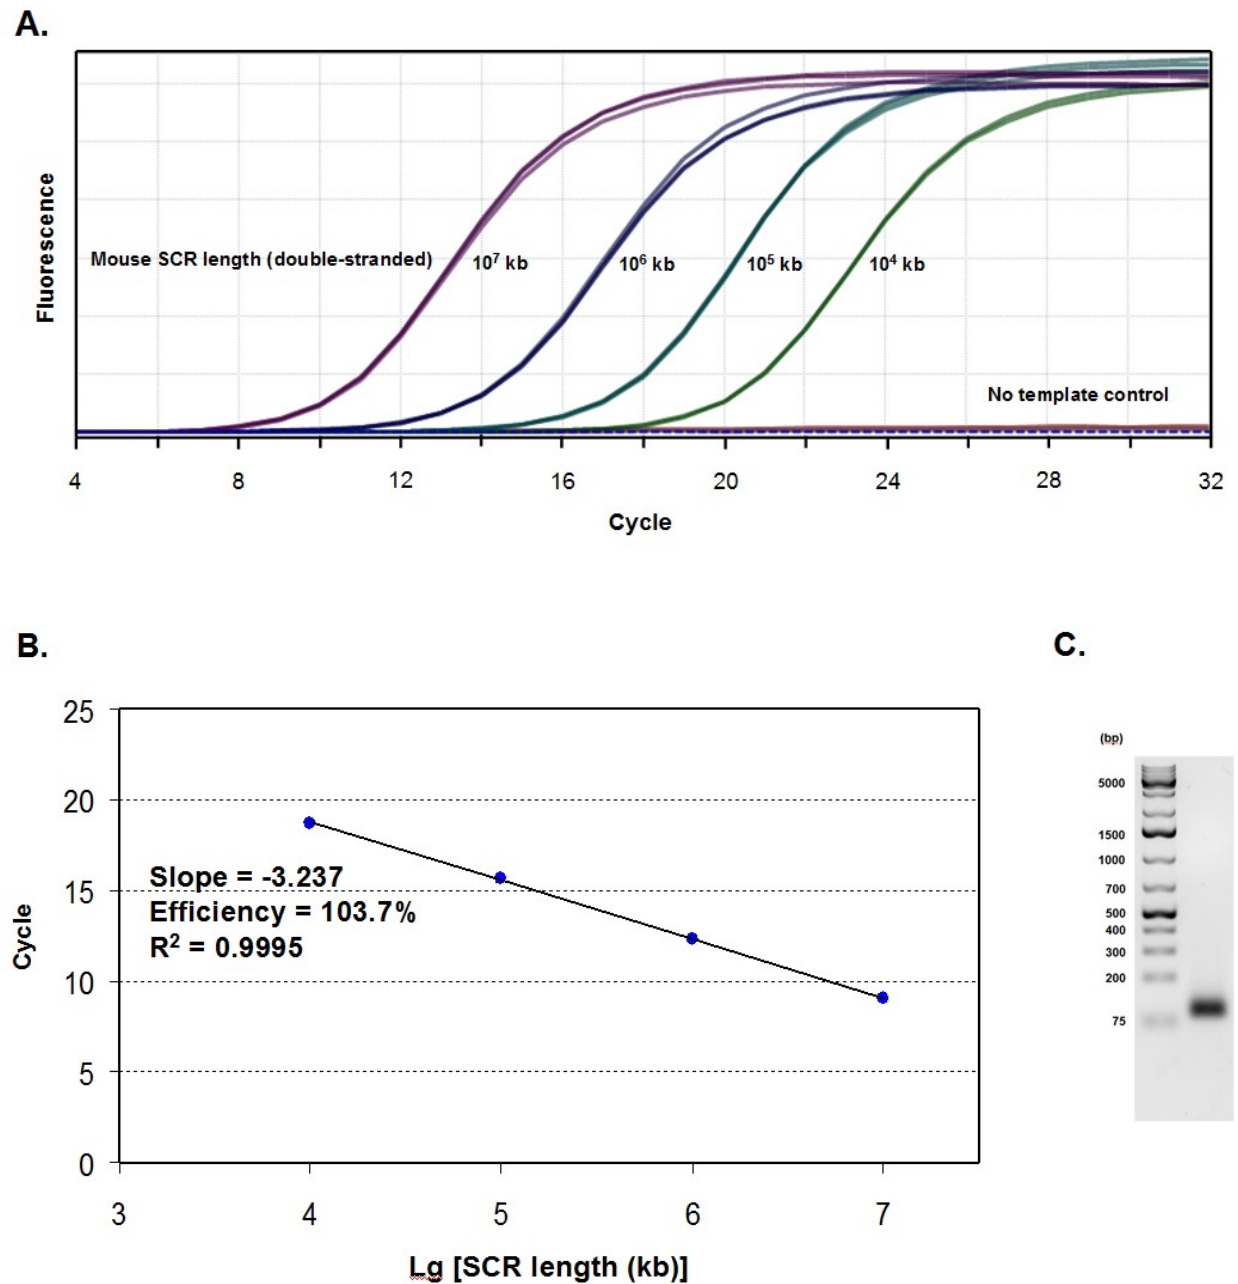 A.
Fluorescence
Mouse SCR length (double-stranded)
10⁷ kb
10⁶ kb
10⁵ kb
10⁴ kb
No template control
4 8 12 16 20 24 28 32
Cycle
B.
25
20
15
10
5
0
Cycle
Slope = -3.237
Efficiency = 103.7%
R² = 0.9995
3 4 5 6 7
Lg [SCR length (kb)]
C.
(bp)
5000
1500
1000
700
500
400
300
200
75